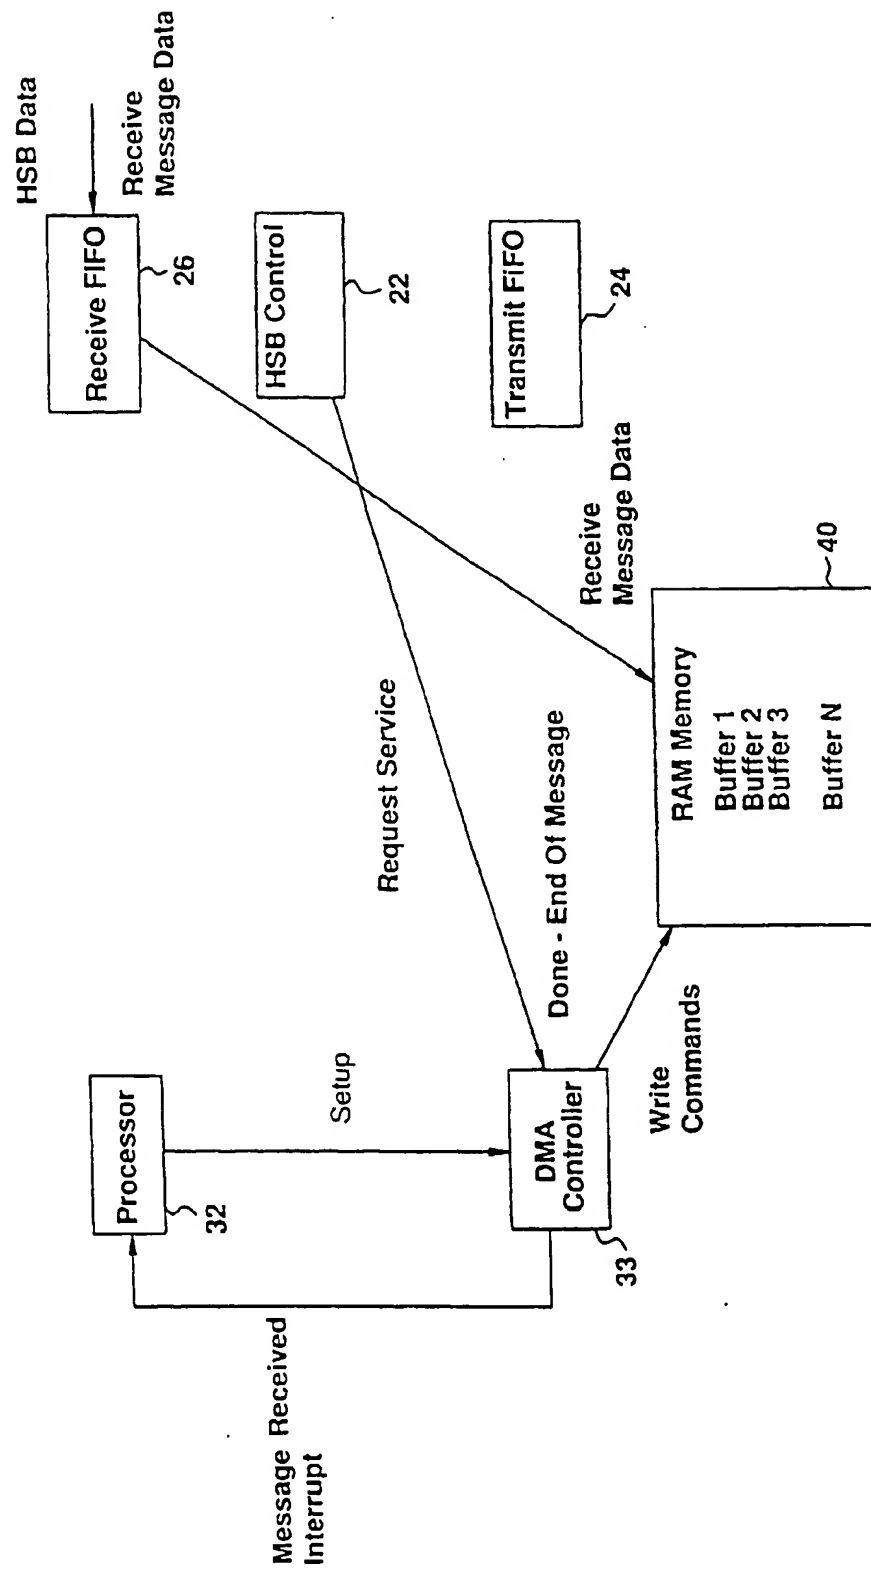 HSB Data
Receive
Message Data
Receive FIFO
26
HSB Control
22
Transmit FiFO
24
Receive
Message Data
Request Service
Done - End Of Message
RAM Memory
Buffer 1
Buffer 2
Buffer 3
Buffer N
40
Processor
32
Setup
DMA
Controller
33
Write
Commands
Message Received
Interrupt